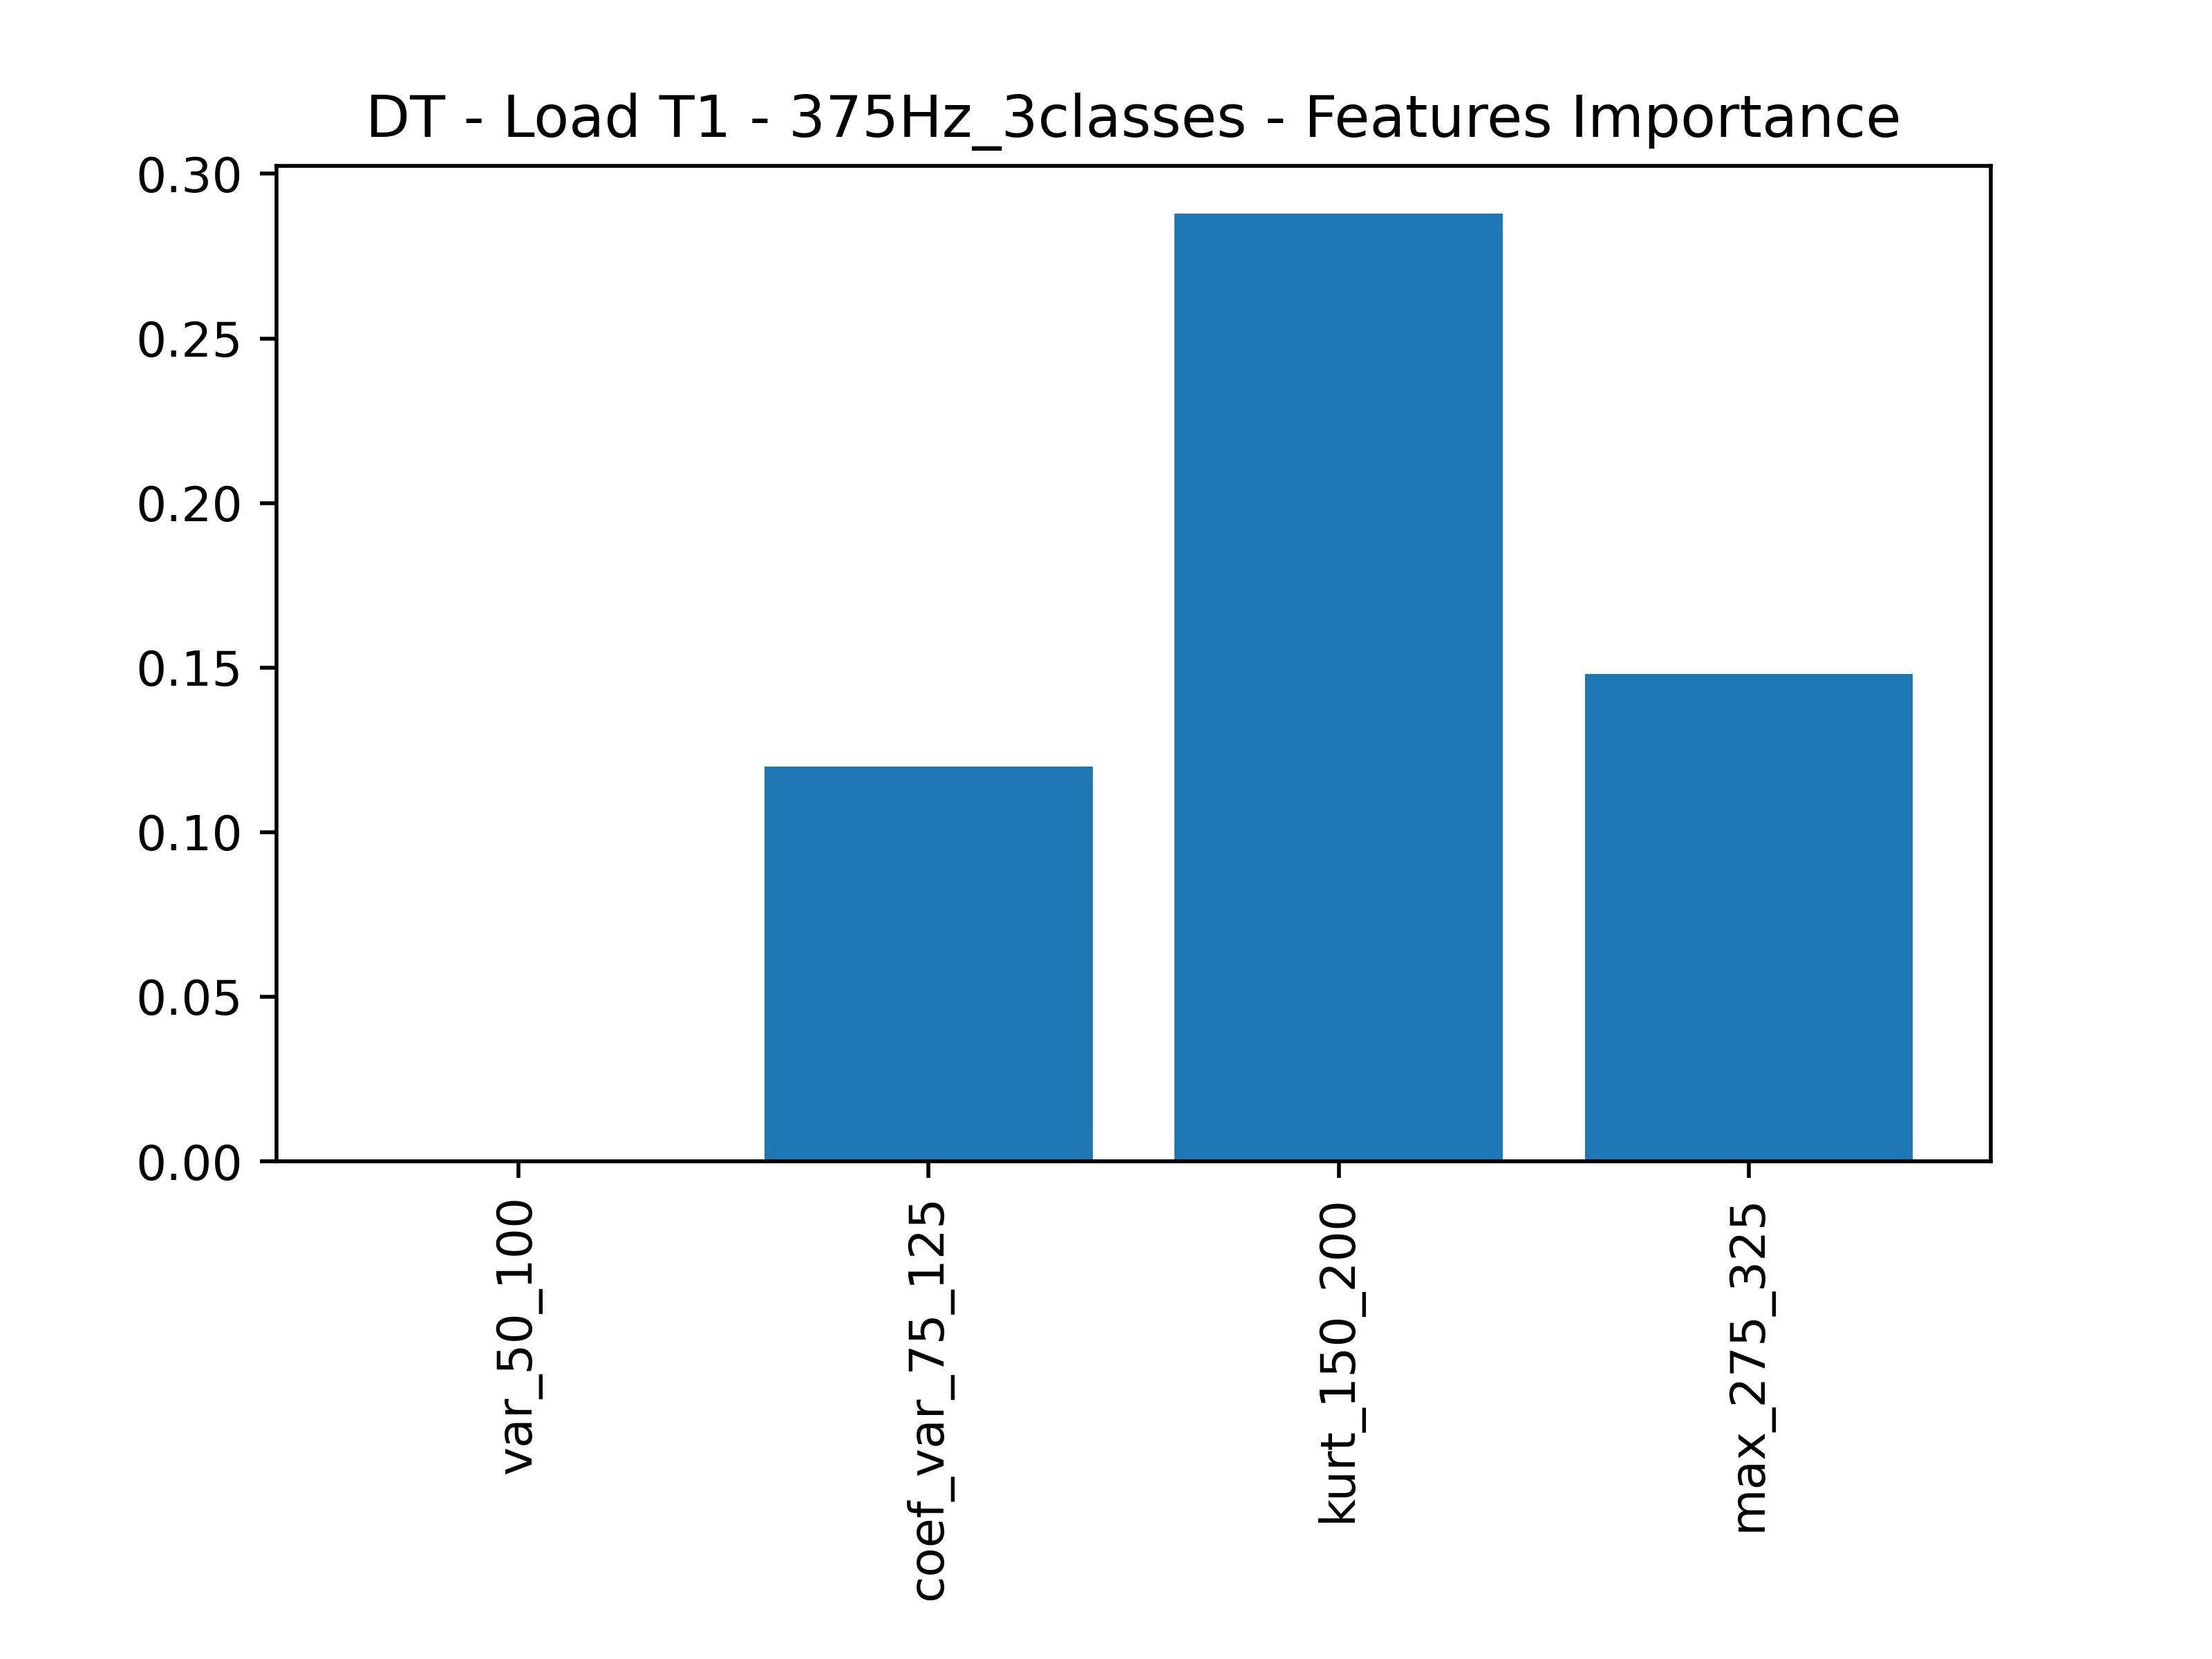 DT - Load T1 - 375Hz_3classes - Features Importance
0.30
0.25
0.20
0.15
0.10
0.05
0.00
var_50_100
coef_var_75_125
kurt_150_200
max_275_325